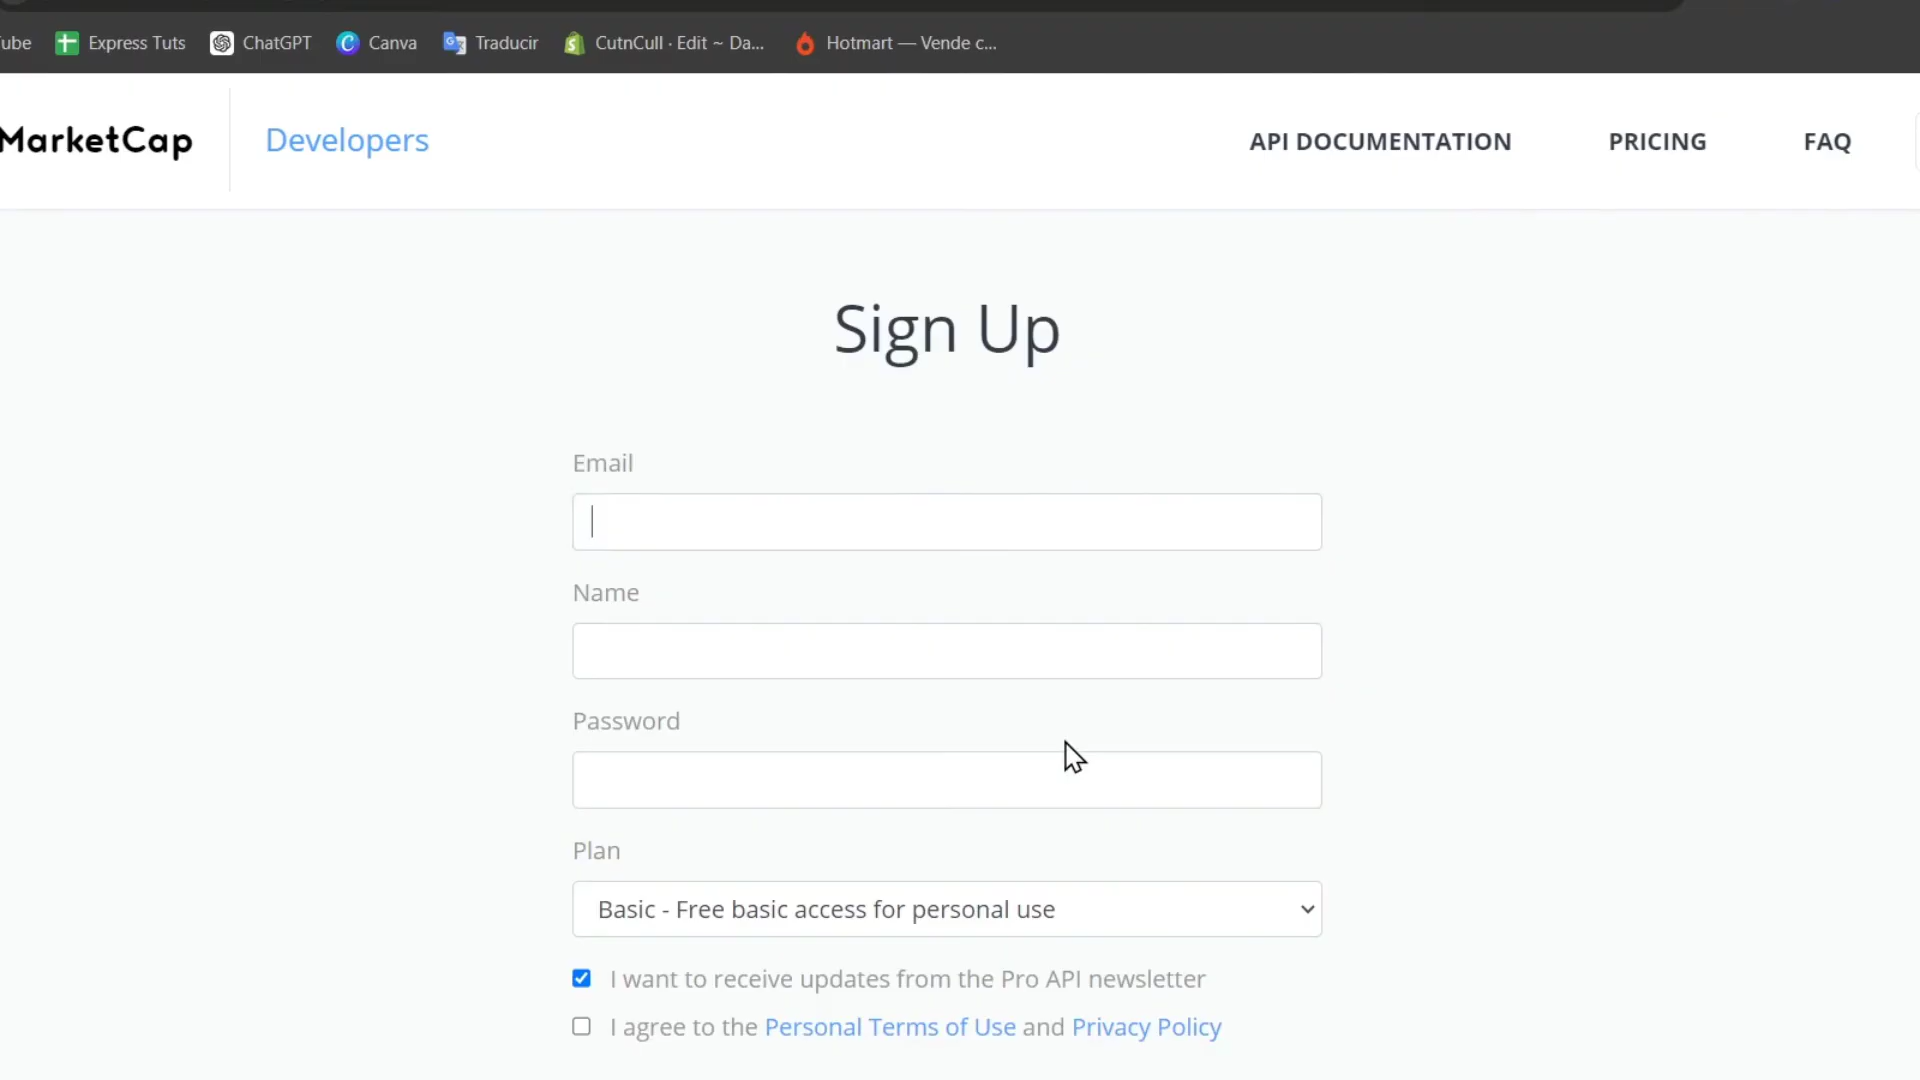 ube Express Tuts ChatGPT Canva Traducir CutnCull · Edit ~ Da... Hotmart — Vende c...
MarketCap Developers API DOCUMENTATION PRICING FAQ
Sign Up
Email
Name
Password
Plan
Basic - Free basic access for personal use
I want to receive updates from the Pro API newsletter
I agree to the Personal Terms of Use and Privacy Policy